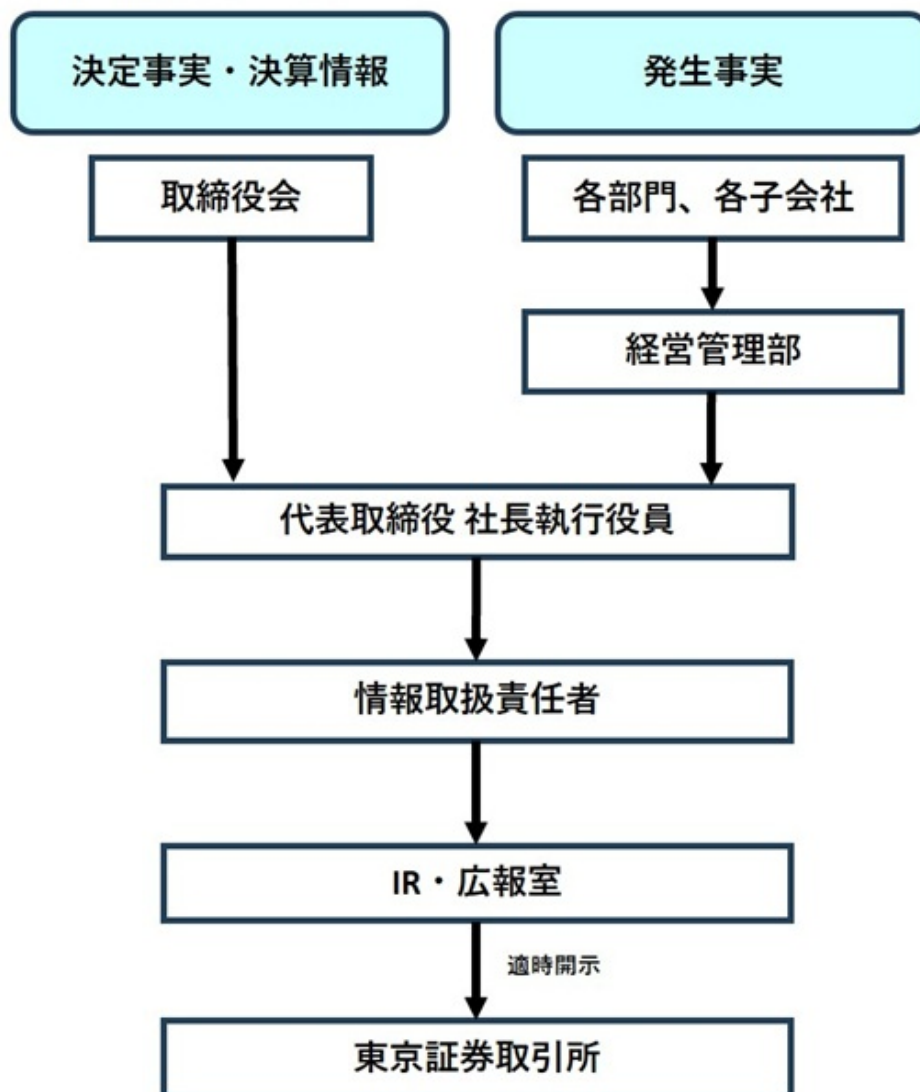 決定事実・決算情報
発生事実
取締役会
各部門、各子会社
経営管理部
代表取締役 社長執行役員
情報取扱責任者
IR・広報室
適時開示
東京証券取引所